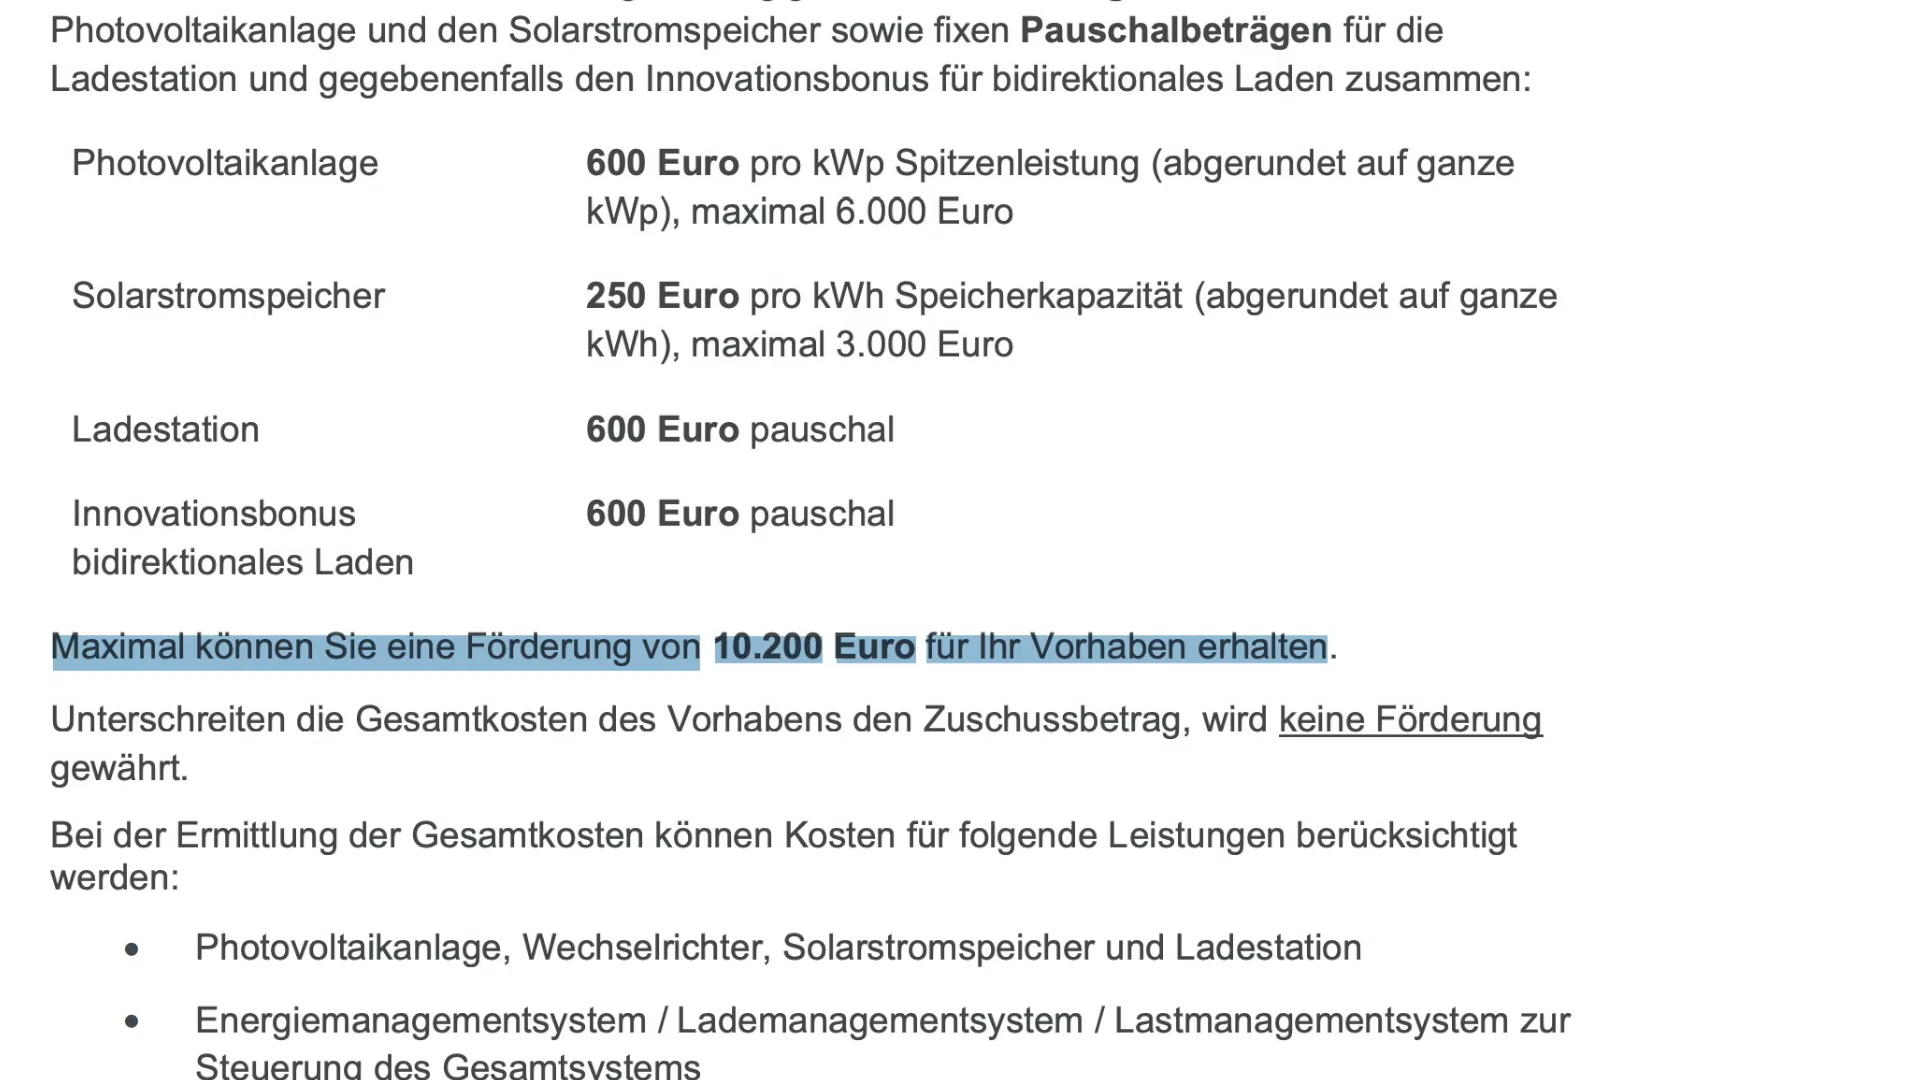 Photovoltaikanlage und den Solarstromspeicher sowie fixen Pauschalbeträgen für die
Ladestation und gegebenenfalls den Innovationsbonus für bidirektionales Laden zusammen:
Photovoltaikanlage
600 Euro pro kWp Spitzenleistung (abgerundet auf ganze
kWp), maximal 6.000 Euro
Solarstromspeicher
250 Euro pro kWh Speicherkapazität (abgerundet auf ganze
kWh), maximal 3.000 Euro
Ladestation
600 Euro pauschal
Innovationsbonus
bidirektionales Laden
600 Euro pauschal
Maximal können Sie eine Förderung von 10.200 Euro für Ihr Vorhaben erhalten.
Unterschreiten die Gesamtkosten des Vorhabens den Zuschussbetrag, wird keine Förderung
gewährt.
Bei der Ermittlung der Gesamtkosten können Kosten für folgende Leistungen berücksichtigt
werden:
• Photovoltaikanlage, Wechselrichter, Solarstromspeicher und Ladestation
• Energiemanagementsystem / Lademanagementsystem / Lastmanagementsystem zur
Steuerung des Gesamtsystems